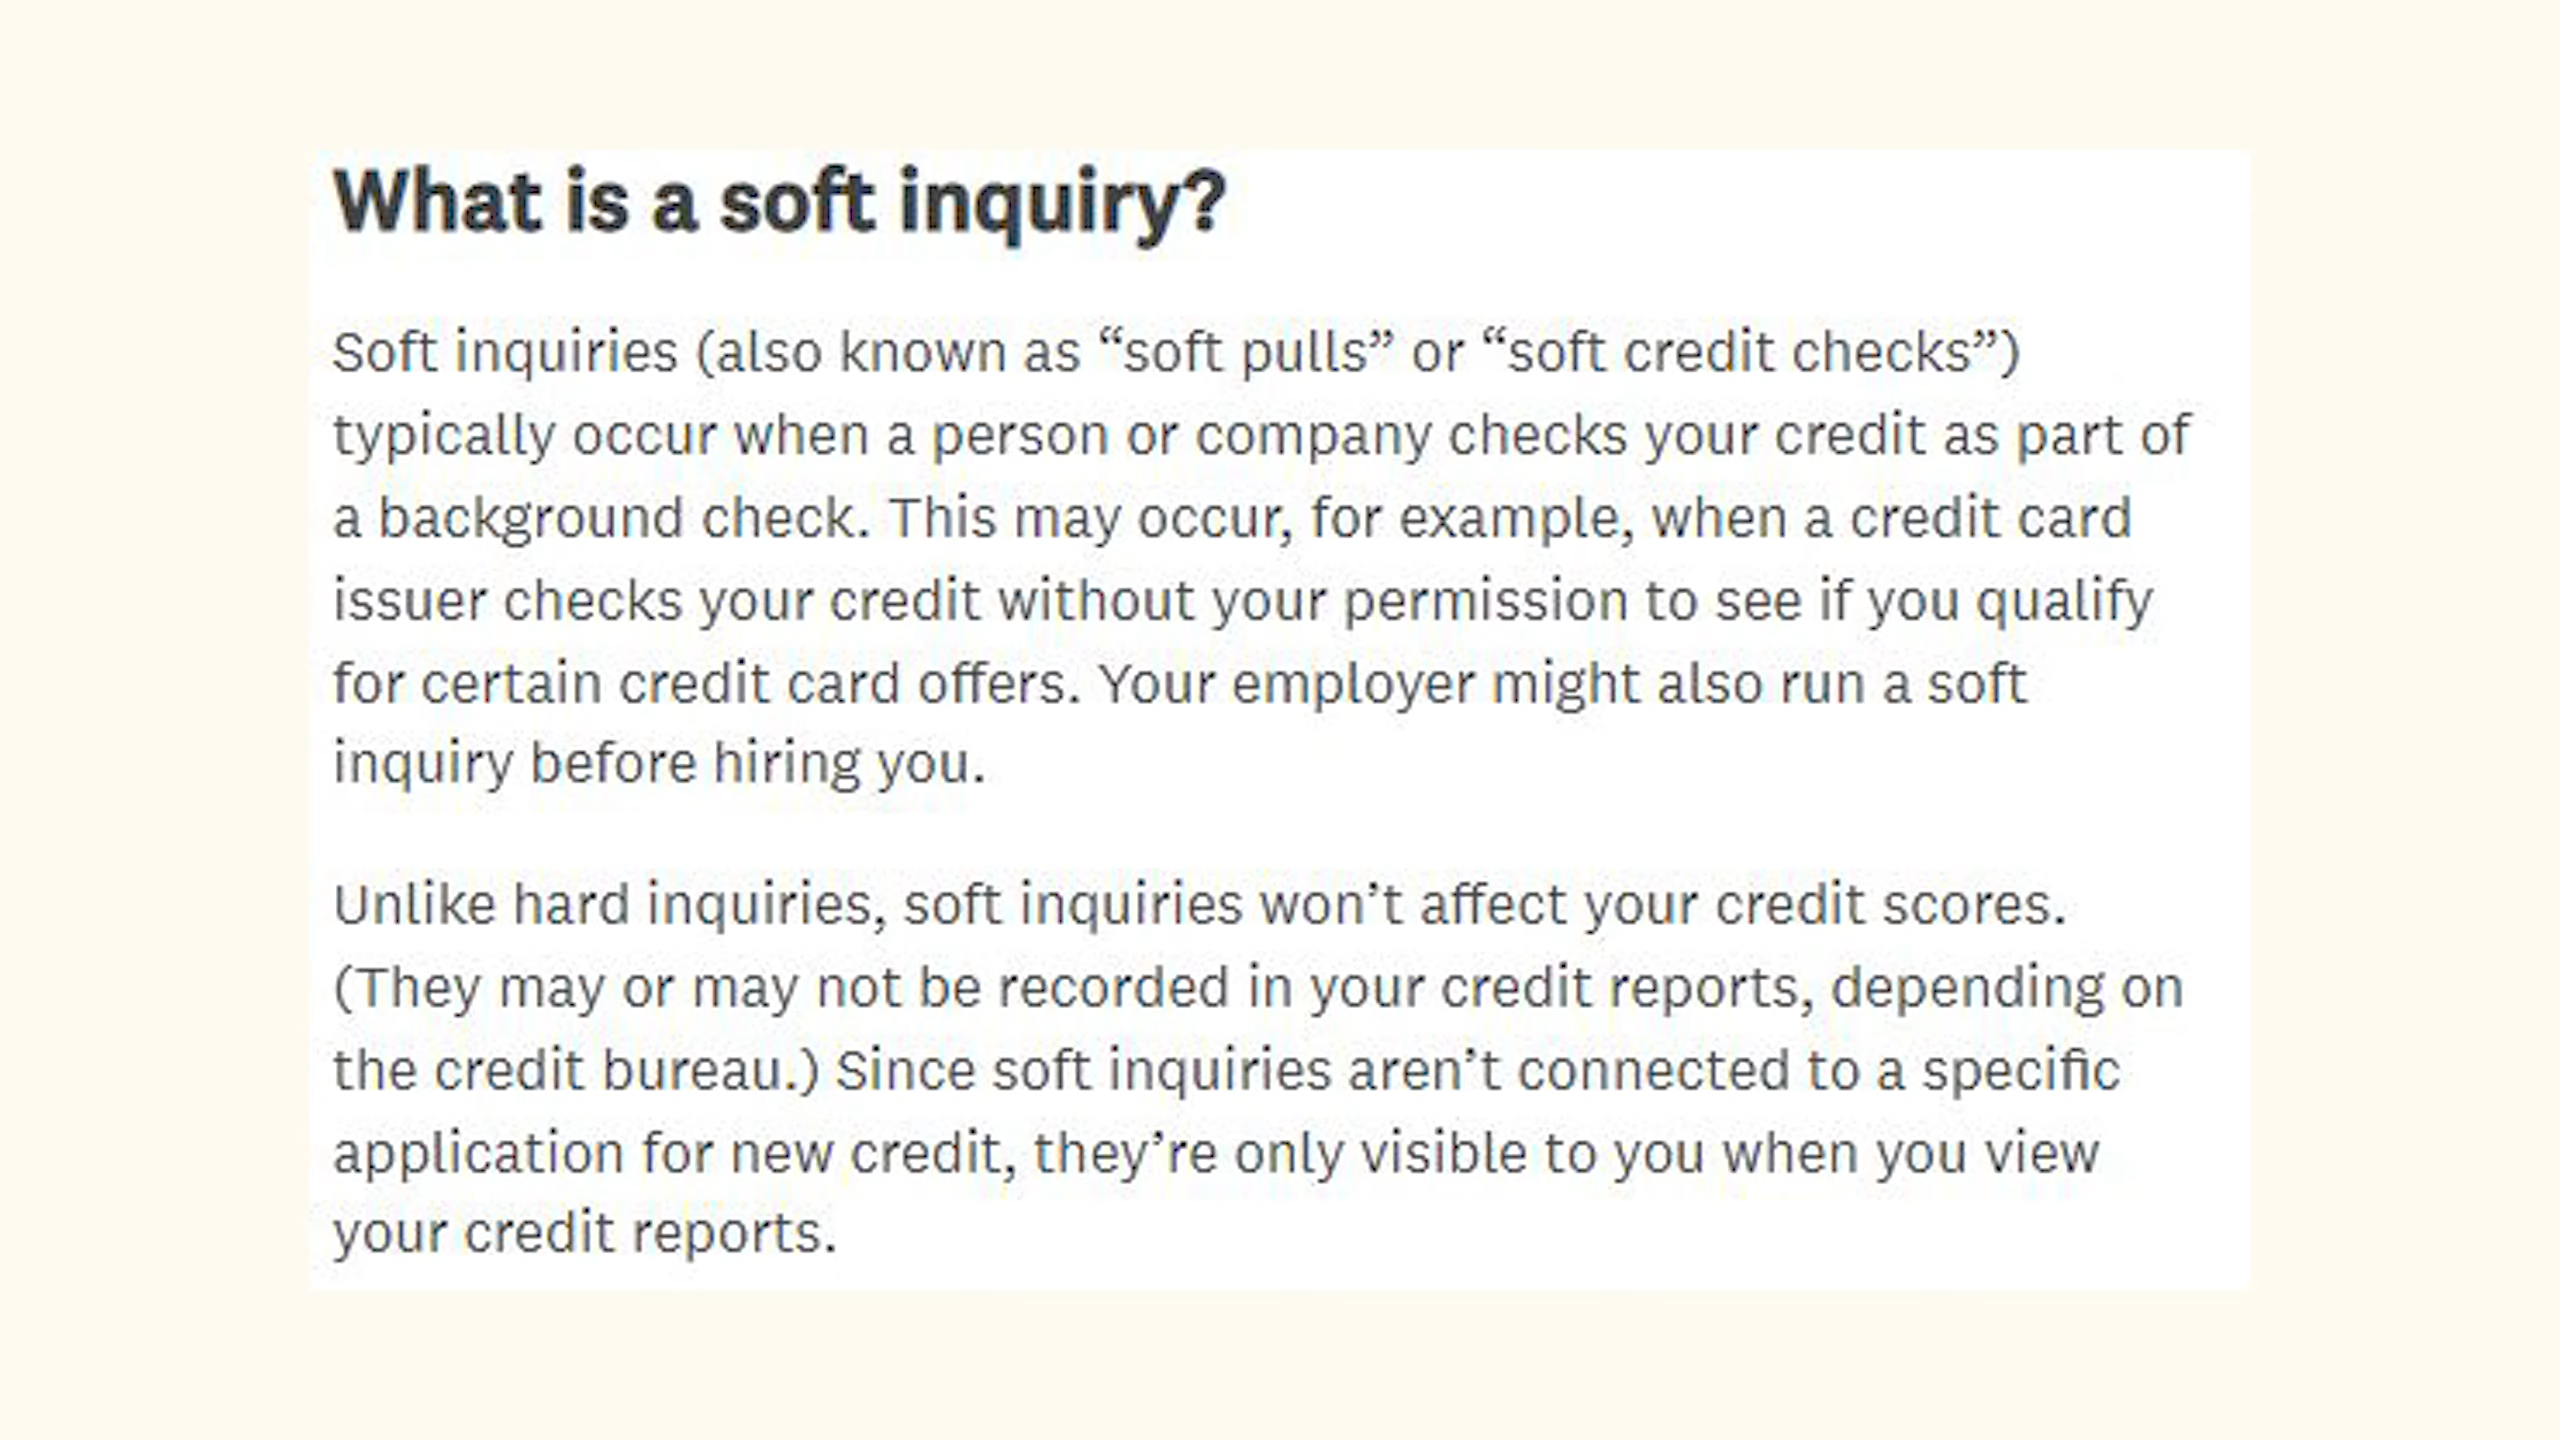 What is a soft inquiry?
Soft inquiries (also known as “soft pulls” or “soft credit checks”)
typically occur when a person or company checks your credit as part of
a background check. This may occur, for example, when a credit card
issuer checks your credit without your permission to see if you qualify
for certain credit card offers. Your employer might also run a soft
inquiry before hiring you.
Unlike hard inquiries, soft inquiries won’t affect your credit scores.
(They may or may not be recorded in your credit reports, depending on
the credit bureau.) Since soft inquiries aren’t connected to a specific
application for new credit, they’re only visible to you when you view
your credit reports.